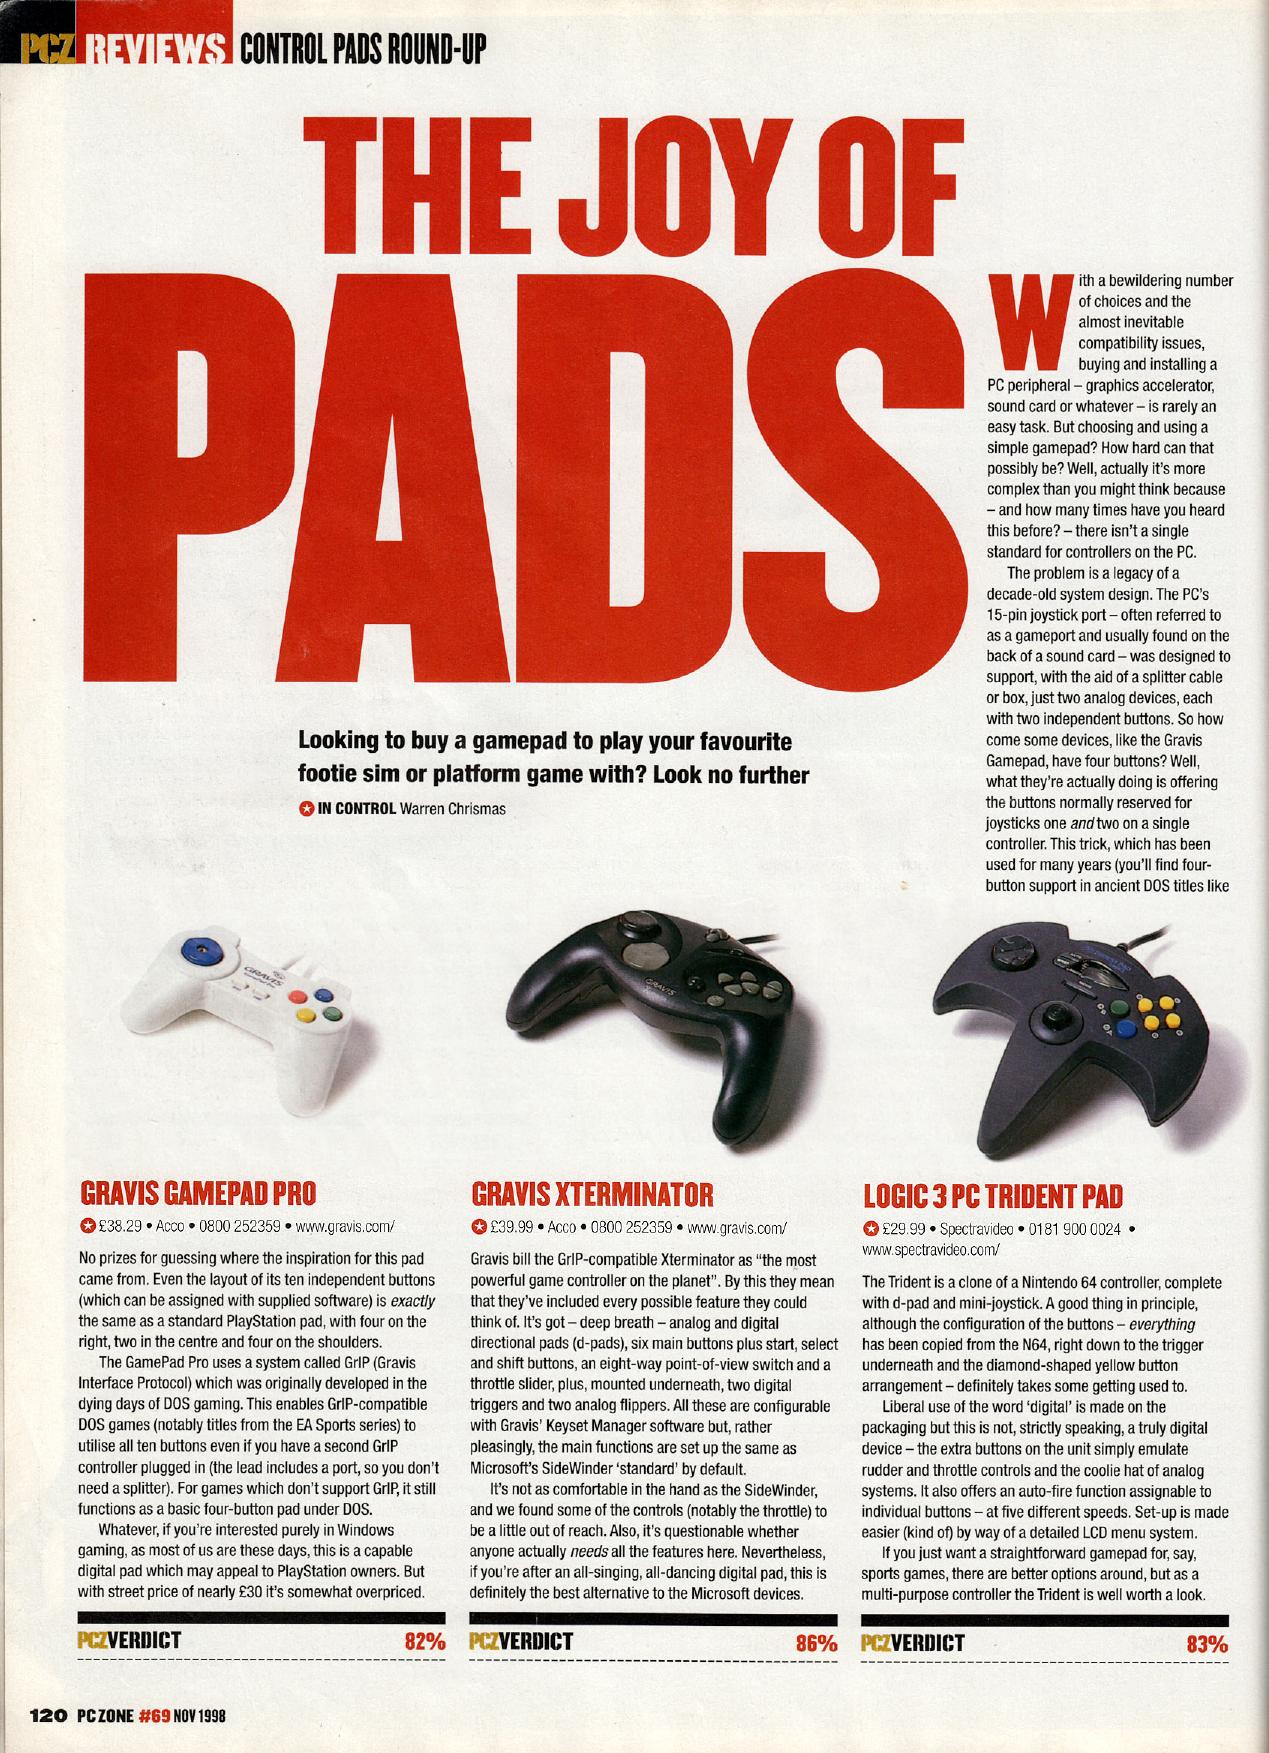 PCZ REVIEWS CONTROL PADS ROUND-UP
THE JOY OF
PADS
Looking to buy a gamepad to play your favourite
footie sim or platform game with? Look no further
IN CONTROL Warren Chrismas
With a bewildering number
of choices and the
almost inevitable
compatibility issues,
buying and installing a
PC peripheral – graphics accelerator,
sound card or whatever – is rarely an
easy task. But choosing and using a
simple gamepad? How hard can that
possibly be? Well, actually it's more
complex than you might think because
– and how many times have you heard
this before? – there isn't a single
standard for controllers on the PC.
The problem is a legacy of a
decade-old system design. The PC's
15-pin joystick port – often referred to
as a gameport and usually found on the
back of a sound card – was designed to
support, with the aid of a splitter cable
or box, just two analog devices, each
with two independent buttons. So how
come some devices, like the Gravis
Gamepad, have four buttons? Well,
what they're actually doing is offering
the buttons normally reserved for
joysticks one and two on a single
controller. This trick, which has been
used for many years (you'll find four-
button support in ancient DOS titles like
GRAVIS
GRAVIS
GRAVIS GAMEPAD PRO
£38.29 • Acco • 0800 252359 • www.gravis.com/
No prizes for guessing where the inspiration for this pad
came from. Even the layout of its ten independent buttons
(which can be assigned with supplied software) is exactly
the same as a standard PlayStation pad, with four on the
right, two in the centre and four on the shoulders.
The GamePad Pro uses a system called GrIP (Gravis
Interface Protocol) which was originally developed in the
dying days of DOS gaming. This enables GrIP-compatible
DOS games (notably titles from the EA Sports series) to
utilise all ten buttons even if you have a second GrIP
controller plugged in (the lead includes a port, so you don't
need a splitter). For games which don't support GrIP, it still
functions as a basic four-button pad under DOS.
Whatever, if you're interested purely in Windows
gaming, as most of us are these days, this is a capable
digital pad which may appeal to PlayStation owners. But
with street price of nearly £30 it's somewhat overpriced.
PCZVERDICT 82%
GRAVIS XTERMINATOR
£39.99 • Acco • 0800 252359 • www.gravis.com/
Gravis bill the GrIP-compatible Xterminator as "the most
powerful game controller on the planet". By this they mean
that they've included every possible feature they could
think of. It's got – deep breath – analog and digital
directional pads (d-pads), six main buttons plus start, select
and shift buttons, an eight-way point-of-view switch and a
throttle slider, plus, mounted underneath, two digital
triggers and two analog flippers. All these are configurable
with Gravis' Keyset Manager software but, rather
pleasingly, the main functions are set up the same as
Microsoft's SideWinder 'standard' by default.
It's not as comfortable in the hand as the SideWinder,
and we found some of the controls (notably the throttle) to
be a little out of reach. Also, it's questionable whether
anyone actually needs all the features here. Nevertheless,
if you're after an all-singing, all-dancing digital pad, this is
definitely the best alternative to the Microsoft devices.
PCZVERDICT 86%
LOGIC 3 PC TRIDENT PAD
£29.99 • Spectravideo • 0181 900 0024 •
www.spectravideo.com/
The Trident is a clone of a Nintendo 64 controller, complete
with d-pad and mini-joystick. A good thing in principle,
although the configuration of the buttons – everything
has been copied from the N64, right down to the trigger
underneath and the diamond-shaped yellow button
arrangement – definitely takes some getting used to.
Liberal use of the word 'digital' is made on the
packaging but this is not, strictly speaking, a truly digital
device – the extra buttons on the unit simply emulate
rudder and throttle controls and the coolie hat of analog
systems. It also offers an auto-fire function assignable to
individual buttons – at five different speeds. Set-up is made
easier (kind of) by way of a detailed LCD menu system.
If you just want a straightforward gamepad for, say,
sports games, there are better options around, but as a
multi-purpose controller the Trident is well worth a look.
PCZVERDICT 83%
120 PC ZONE #69 NOV 1998